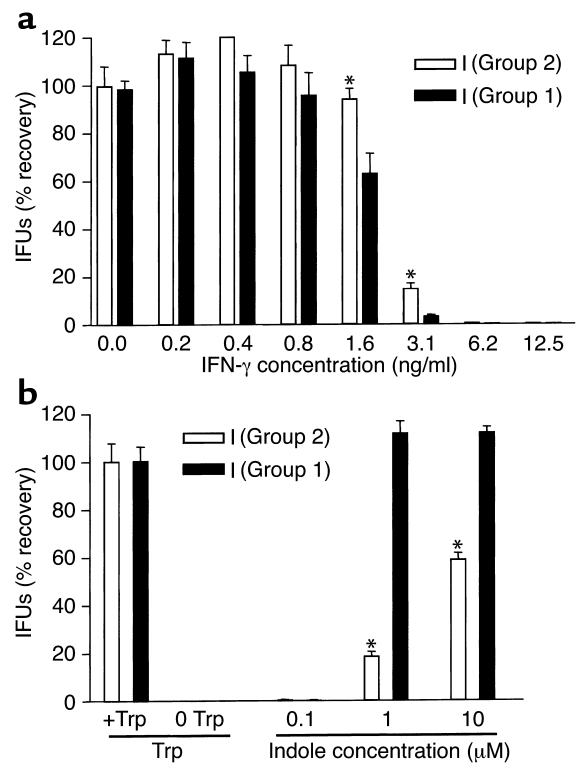 a
120
100
80
60
40
20
0
IFUs (% recovery)
I (Group 2)
I (Group 1)
*
*
0.0 0.2 0.4 0.8 1.6 3.1 6.2 12.5
IFN-γ concentration (ng/ml)
b
120
100
80
60
40
20
0
IFUs (% recovery)
I (Group 2)
I (Group 1)
*
*
+Trp 0 Trp 0.1 1 10
Trp Indole concentration (μM)